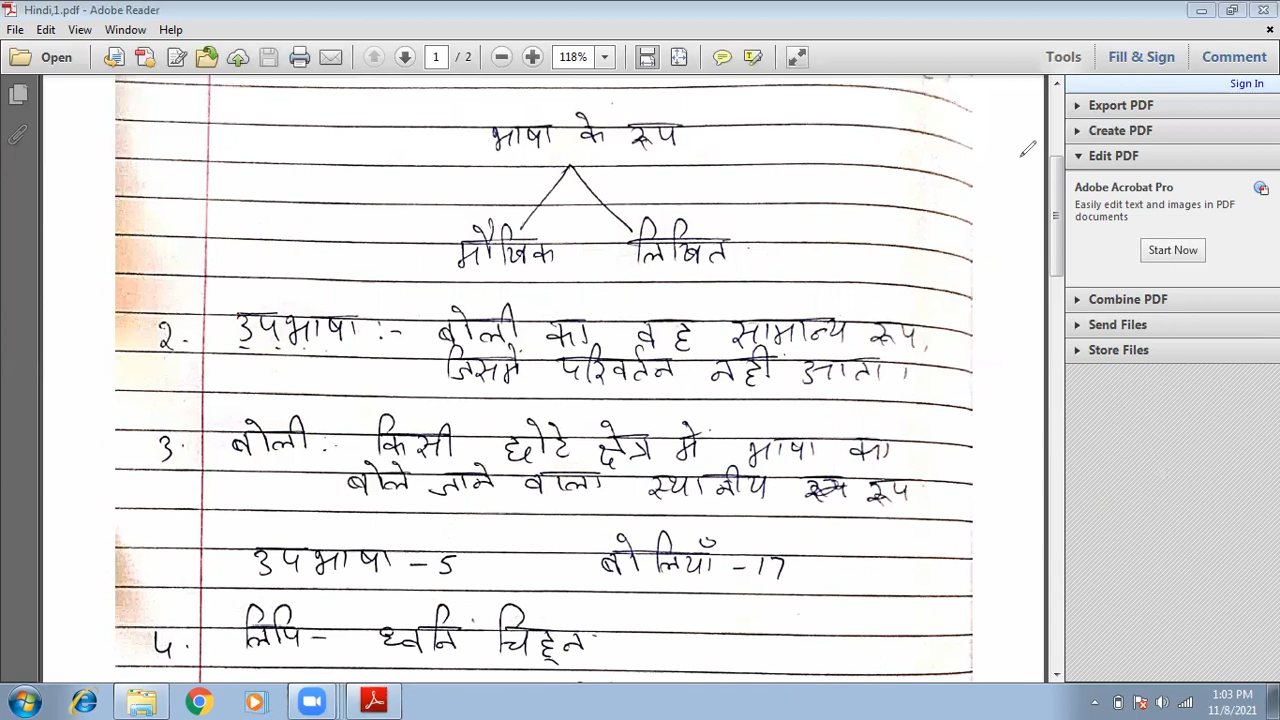 Hindi,1.pdf - Adobe Reader
File Edit View Window Help
Open 1 / 2 118% Tools Fill & Sign Comment
Sign In
Export PDF
Create PDF
Edit PDF
Adobe Acrobat Pro
Easily edit text and images in PDF
documents
Start Now
Combine PDF
Send Files
Store Files
भाषा के रूप
मौखिक लिखित
२. उपभाषा :- बोली का वह सामान्य रूप,
जिसमें परिवर्तन नहीं आता।
३. बोली :- किसी छोटे क्षेत्र में भाषा का
बोले जाने वाला स्थानीय रूप
उपभाषा - 5 बोलियाँ - 17
५. लिपि - ध्वनि चिह्न
1:03 PM
11/8/2021